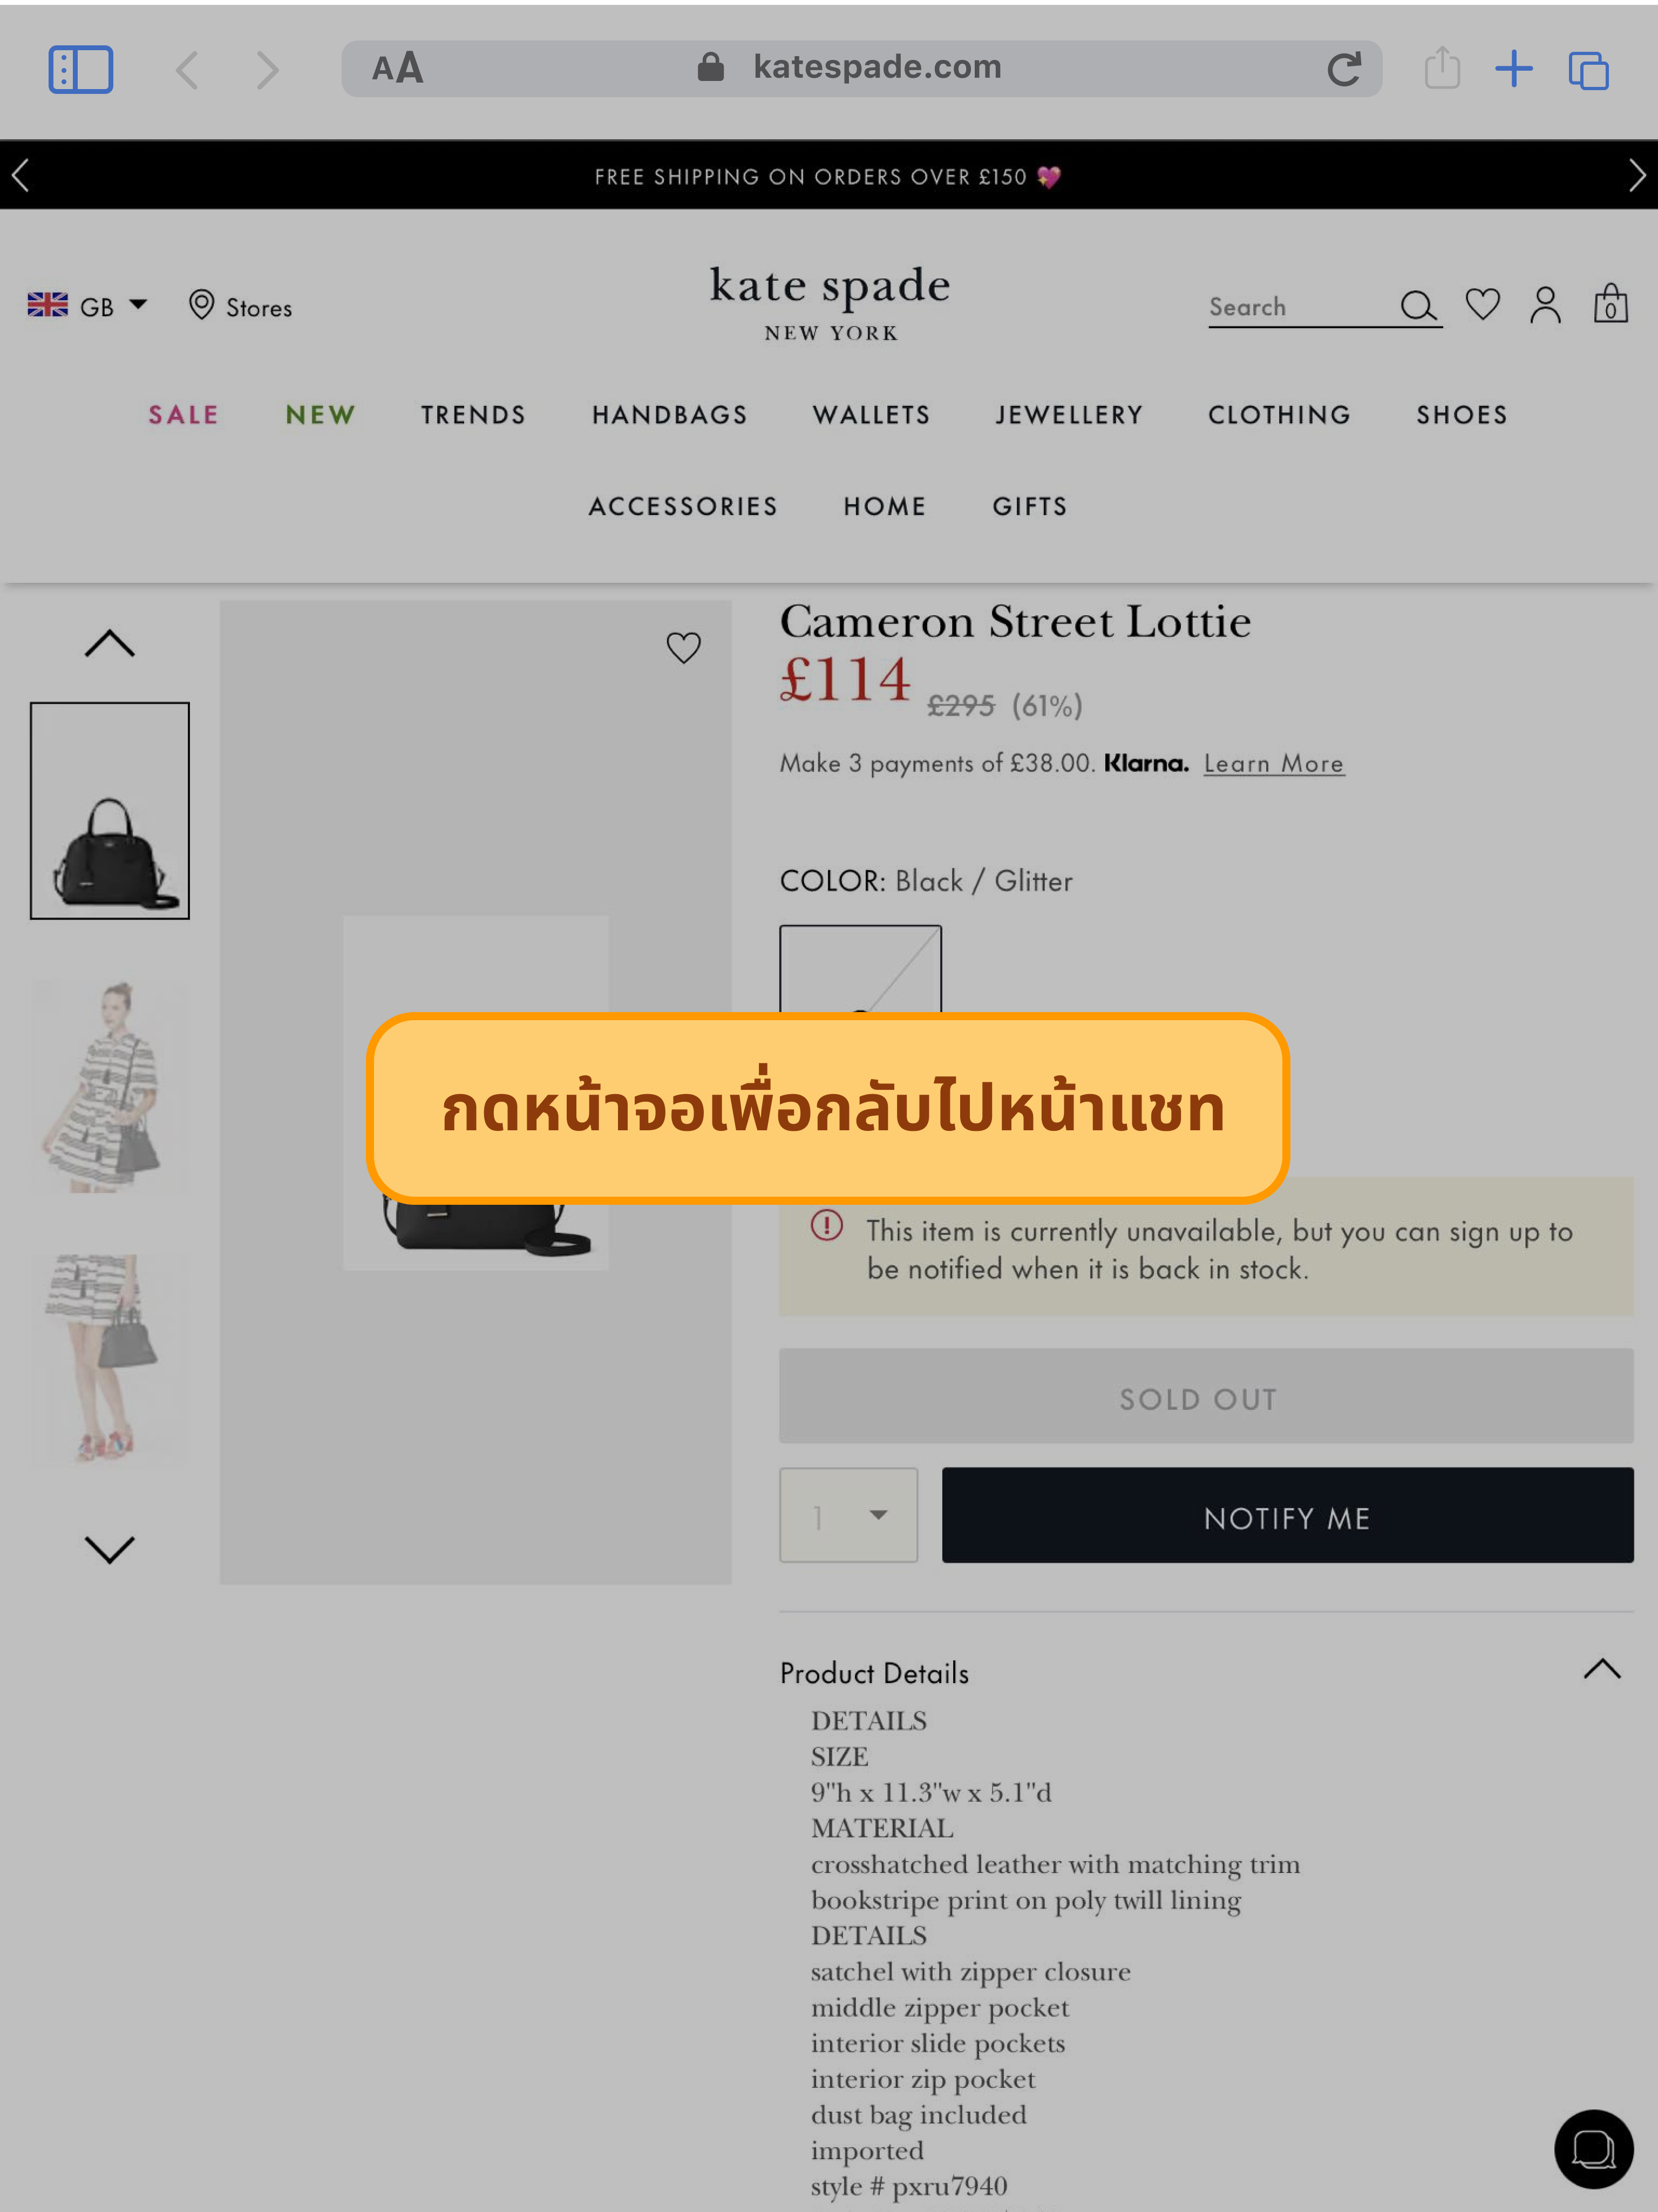 AA
katespade.com
FREE SHIPPING ON ORDERS OVER £150 💖
GB
Stores
kate spade
NEW YORK
Search
0
SALE NEW TRENDS HANDBAGS WALLETS JEWELLERY CLOTHING SHOES
ACCESSORIES HOME GIFTS
Cameron Street Lottie
£114 £295 (61%)
Make 3 payments of £38.00. Klarna. Learn More
COLOR: Black / Glitter
กดหน้าจอเพื่อกลับไปหน้าแชท
This item is currently unavailable, but you can sign up to
be notified when it is back in stock.
SOLD OUT
1
NOTIFY ME
Product Details
DETAILS
SIZE
9"h x 11.3"w x 5.1"d
MATERIAL
crosshatched leather with matching trim
bookstripe print on poly twill lining
DETAILS
satchel with zipper closure
middle zipper pocket
interior slide pockets
interior zip pocket
dust bag included
imported
style # pxru7940